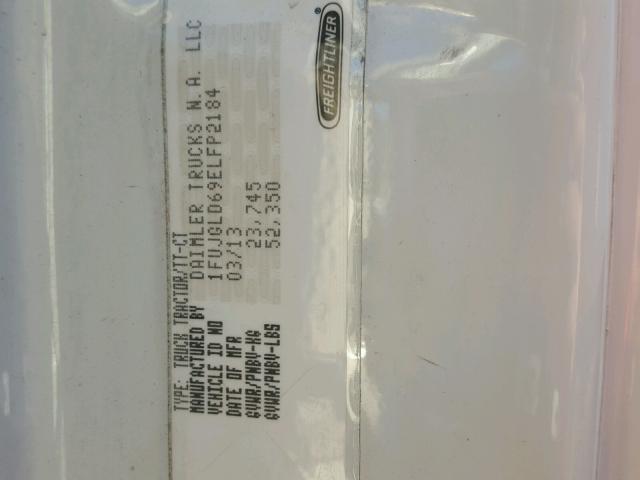 FREIGHTLINER
TYPE: TRUCK TRACTOR/TT-CT
MANUFACTURED BY DAIMLER TRUCKS N.A. LLC
VEHICLE ID NO 1FUJGLD69ELFP2184
DATE OF MFR 03/13
GVWR/PNBV-KG 23,745
GVWR/PNBV-LBS 52,350